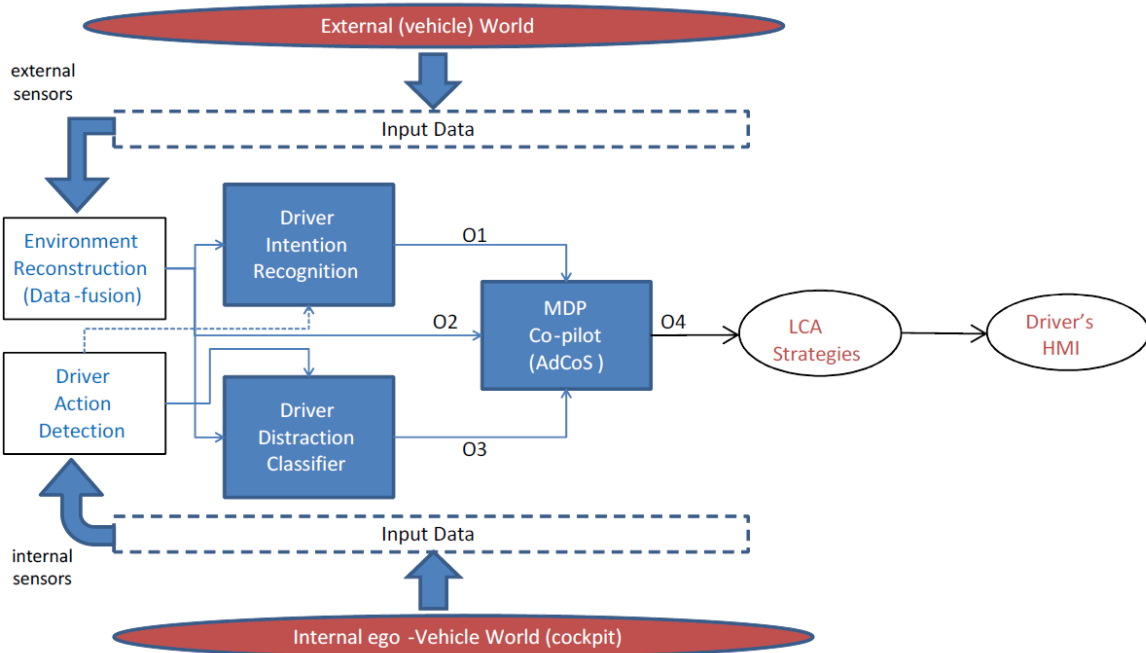 External (vehicle) World
external
sensors
Input Data
Environment
Reconstruction
(Data -fusion)
Driver
Intention
Recognition
O1
O2
MDP
Co-pilot
(AdCoS )
O4
LCA
Strategies
Driver's
HMI
Driver
Action
Detection
Driver
Distraction
Classifier
O3
Input Data
internal
sensors
Internal ego -Vehicle World (cockpit)